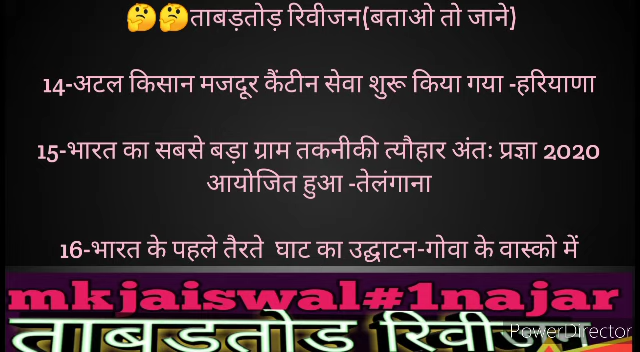 🤔🤔ताबड़तोड़ रिवीजन(बताओ तो जाने)
14-अटल किसान मजदूर कैंटीन सेवा शुरू किया गया -हरियाणा
15-भारत का सबसे बड़ा ग्राम तकनीकी त्यौहार अंतः प्रज्ञा 2020
आयोजित हुआ -तेलंगाना
16-भारत के पहले तैरते घाट का उद्घाटन-गोवा के वास्को में
mkjaiswal#1najar
ताबड़तोड़ रिवीजन
PowerDirector